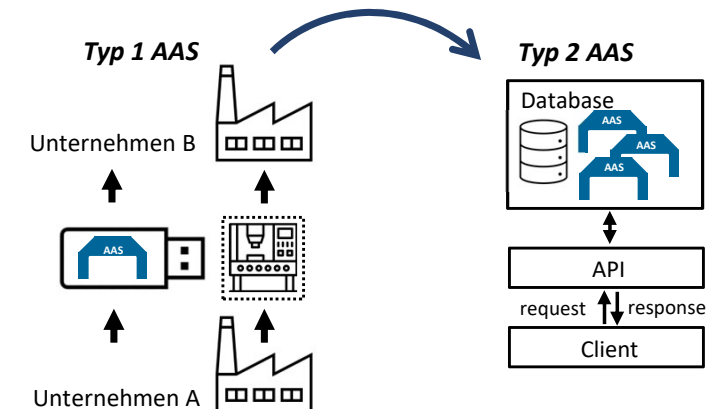 Typ 1 AAS
Unternehmen B
AAS
Unternehmen A
Typ 2 AAS
Database
AAS
AAS
AAS
API
request
response
Client